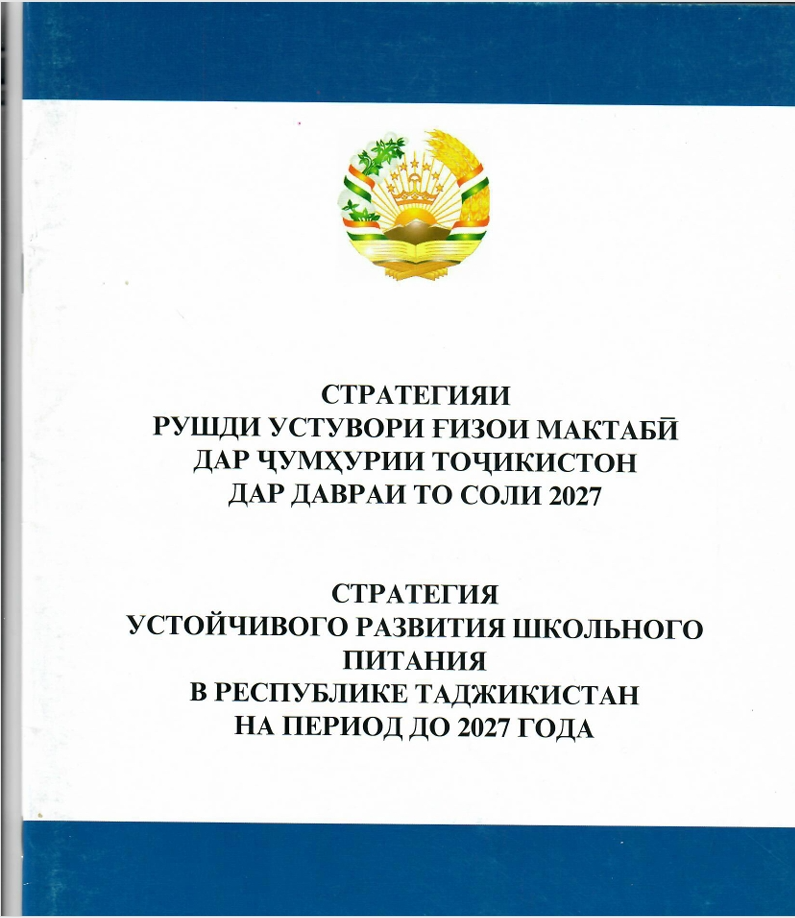 СТРАТЕГИЯИ
РУШДИ УСТУВОРИ ҒИЗОИ МАКТАБӢ
ДАР ҶУМҲУРИИ ТОҶИКИСТОН
ДАР ДАВРАИ ТО СОЛИ 2027
СТРАТЕГИЯ
УСТОЙЧИВОГО РАЗВИТИЯ ШКОЛЬНОГО
ПИТАНИЯ
В РЕСПУБЛИКЕ ТАДЖИКИСТАН
НА ПЕРИОД ДО 2027 ГОДА